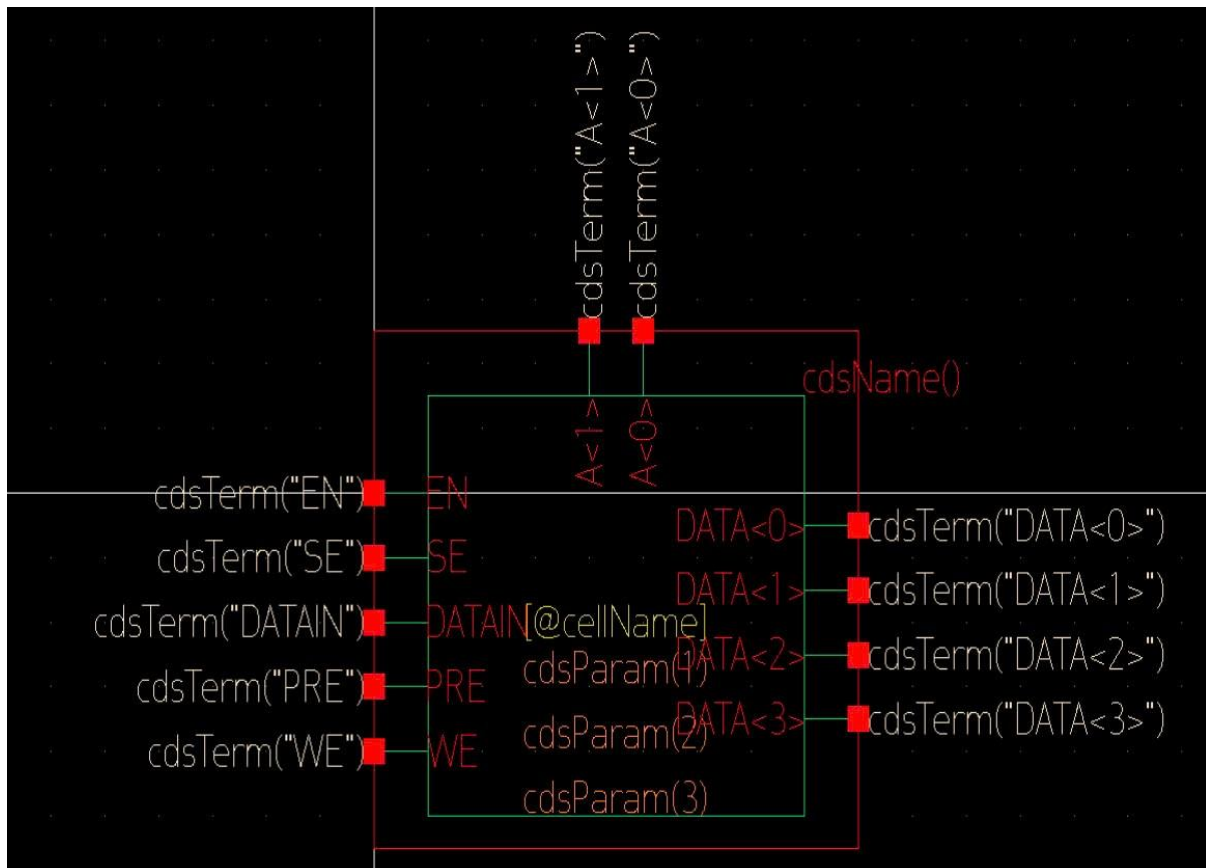 cdsTerm("A<1>")
cdsTerm("A<0>")
cdsName()
A<1>
A<0>
cdsTerm("EN")
EN
DATA<0>
cdsTerm("DATA<0>")
cdsTerm("SE")
SE
DATA<1>
cdsTerm("DATA<1>")
cdsTerm("DATAIN")
DATAIN
[@cellName]
DATA<2>
cdsTerm("DATA<2>")
cdsParam(1)
cdsTerm("PRE")
PRE
DATA<3>
cdsTerm("DATA<3>")
cdsParam(2)
cdsTerm("WE")
WE
cdsParam(3)